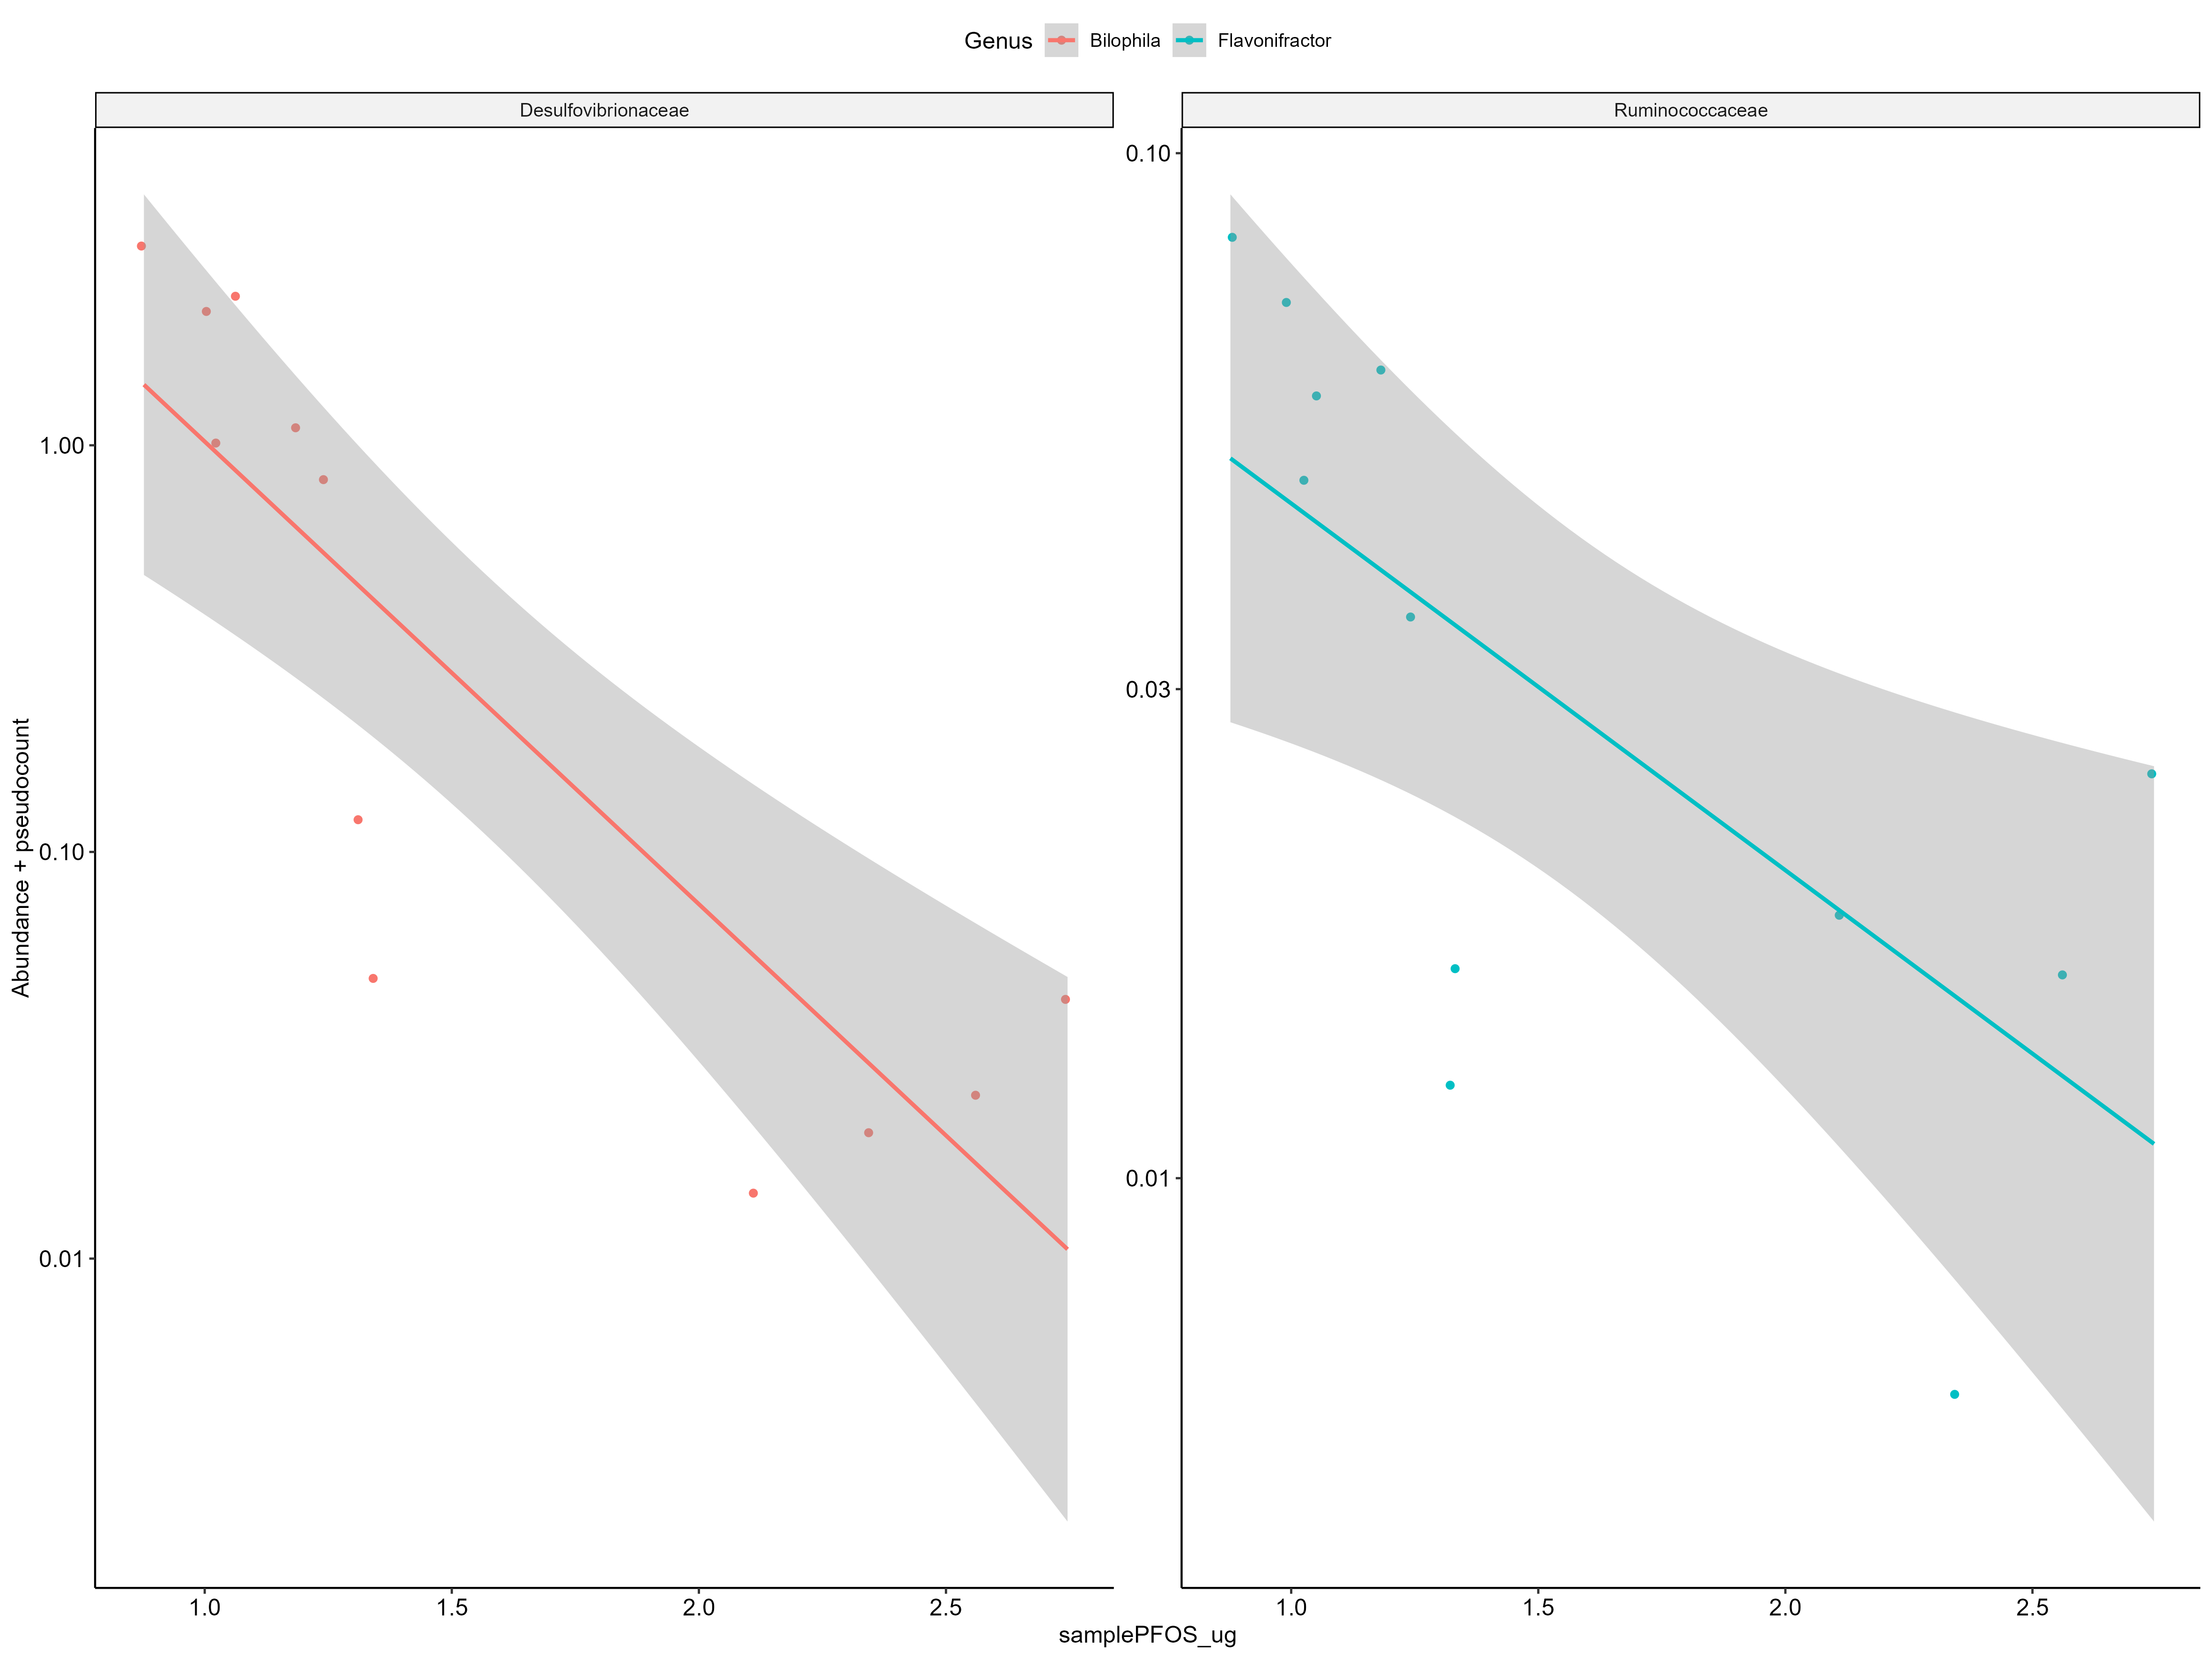 Genus Bilophila Flavonifractor
Desulfovibrionaceae Ruminococcaceae
Abundance + pseudocount
1.00
0.10
0.01
0.10
0.03
0.01
1.0 1.5 2.0 2.5 1.0 1.5 2.0 2.5
samplePFOS_ug